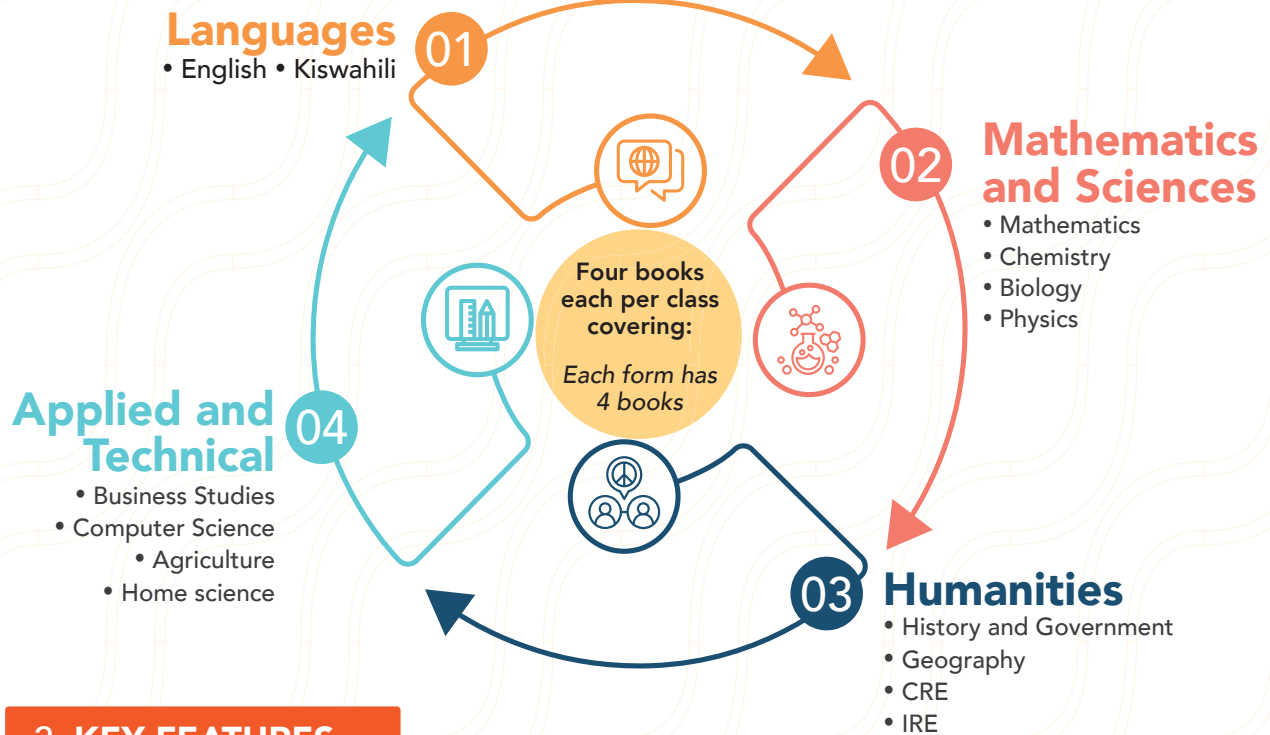 Languages
01
• English • Kiswahili
02
Mathematics
and Sciences
• Mathematics
• Chemistry
• Biology
• Physics
Four books
each per class
covering:
Each form has
4 books
Applied and
Technical
04
• Business Studies
• Computer Science
• Agriculture
• Home science
03
Humanities
• History and Government
• Geography
• CRE
• IRE
KEY FEATURES